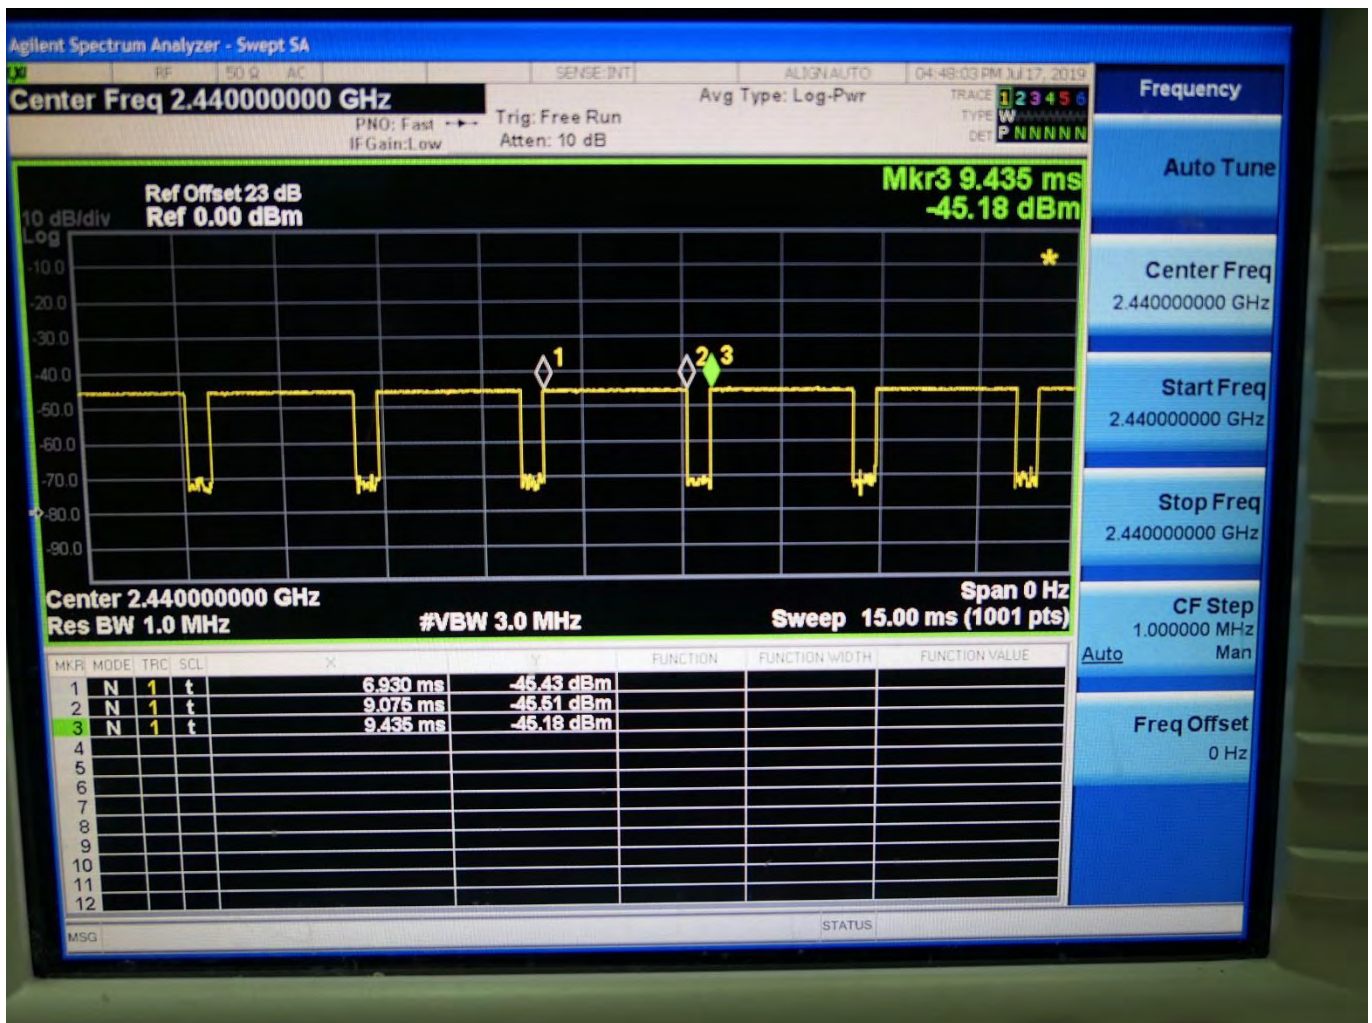 Agilent Spectrum Analyzer - Swept SA
RF 50 Ω AC SENSE:INT ALIGNAUTO 04:48:03 PM Jul 17, 2019
Center Freq 2.440000000 GHz
PNO: Fast
IFGain:Low
Trig: Free Run
Atten: 10 dB
Avg Type: Log-Pwr
TRACE 1 2 3 4 5 6
TYPE W
DET P N N N N N
Frequency
Auto Tune
Center Freq
2.440000000 GHz
Start Freq
2.440000000 GHz
Stop Freq
2.440000000 GHz
CF Step
1.000000 MHz
Auto Man
Freq Offset
0 Hz
Mkr3 9.435 ms
-45.18 dBm
Ref Offset 23 dB
10 dB/div Ref 0.00 dBm
Log
-10.0
-20.0
-30.0
-40.0
-50.0
-60.0
-70.0
-80.0
-90.0
*
1
2
3
Center 2.440000000 GHz Span 0 Hz
Res BW 1.0 MHz #VBW 3.0 MHz Sweep 15.00 ms (1001 pts)
MKR MODE TRC SCL X Y FUNCTION FUNCTION WIDTH FUNCTION VALUE
1 N 1 t 6.930 ms -45.43 dBm
2 N 1 t 9.075 ms -45.51 dBm
3 N 1 t 9.435 ms -45.18 dBm
4
5
6
7
8
9
10
11
12
MSG STATUS